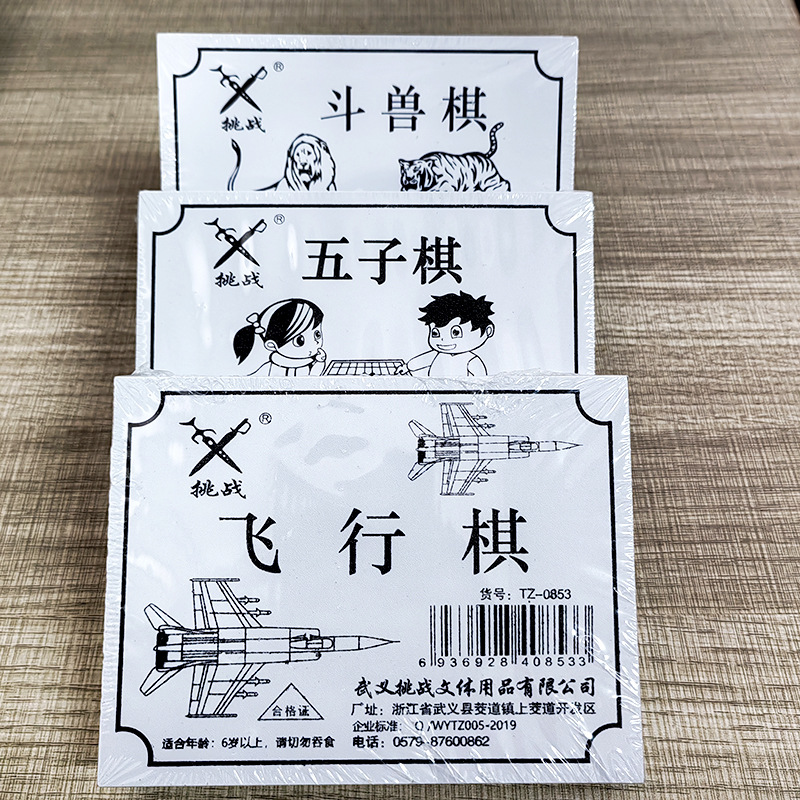 ®
挑战
斗兽棋
®
挑战
五子棋
®
挑战
飞行棋
货号：TZ-0853
6 936928 408533
武义挑战文体用品有限公司
合格证
厂址：浙江省武义县茭道镇上茭道开发区
企业标准：Q/WYTZ005-2019
适合年龄：6岁以上，请切勿吞食
电话：0579-87600862